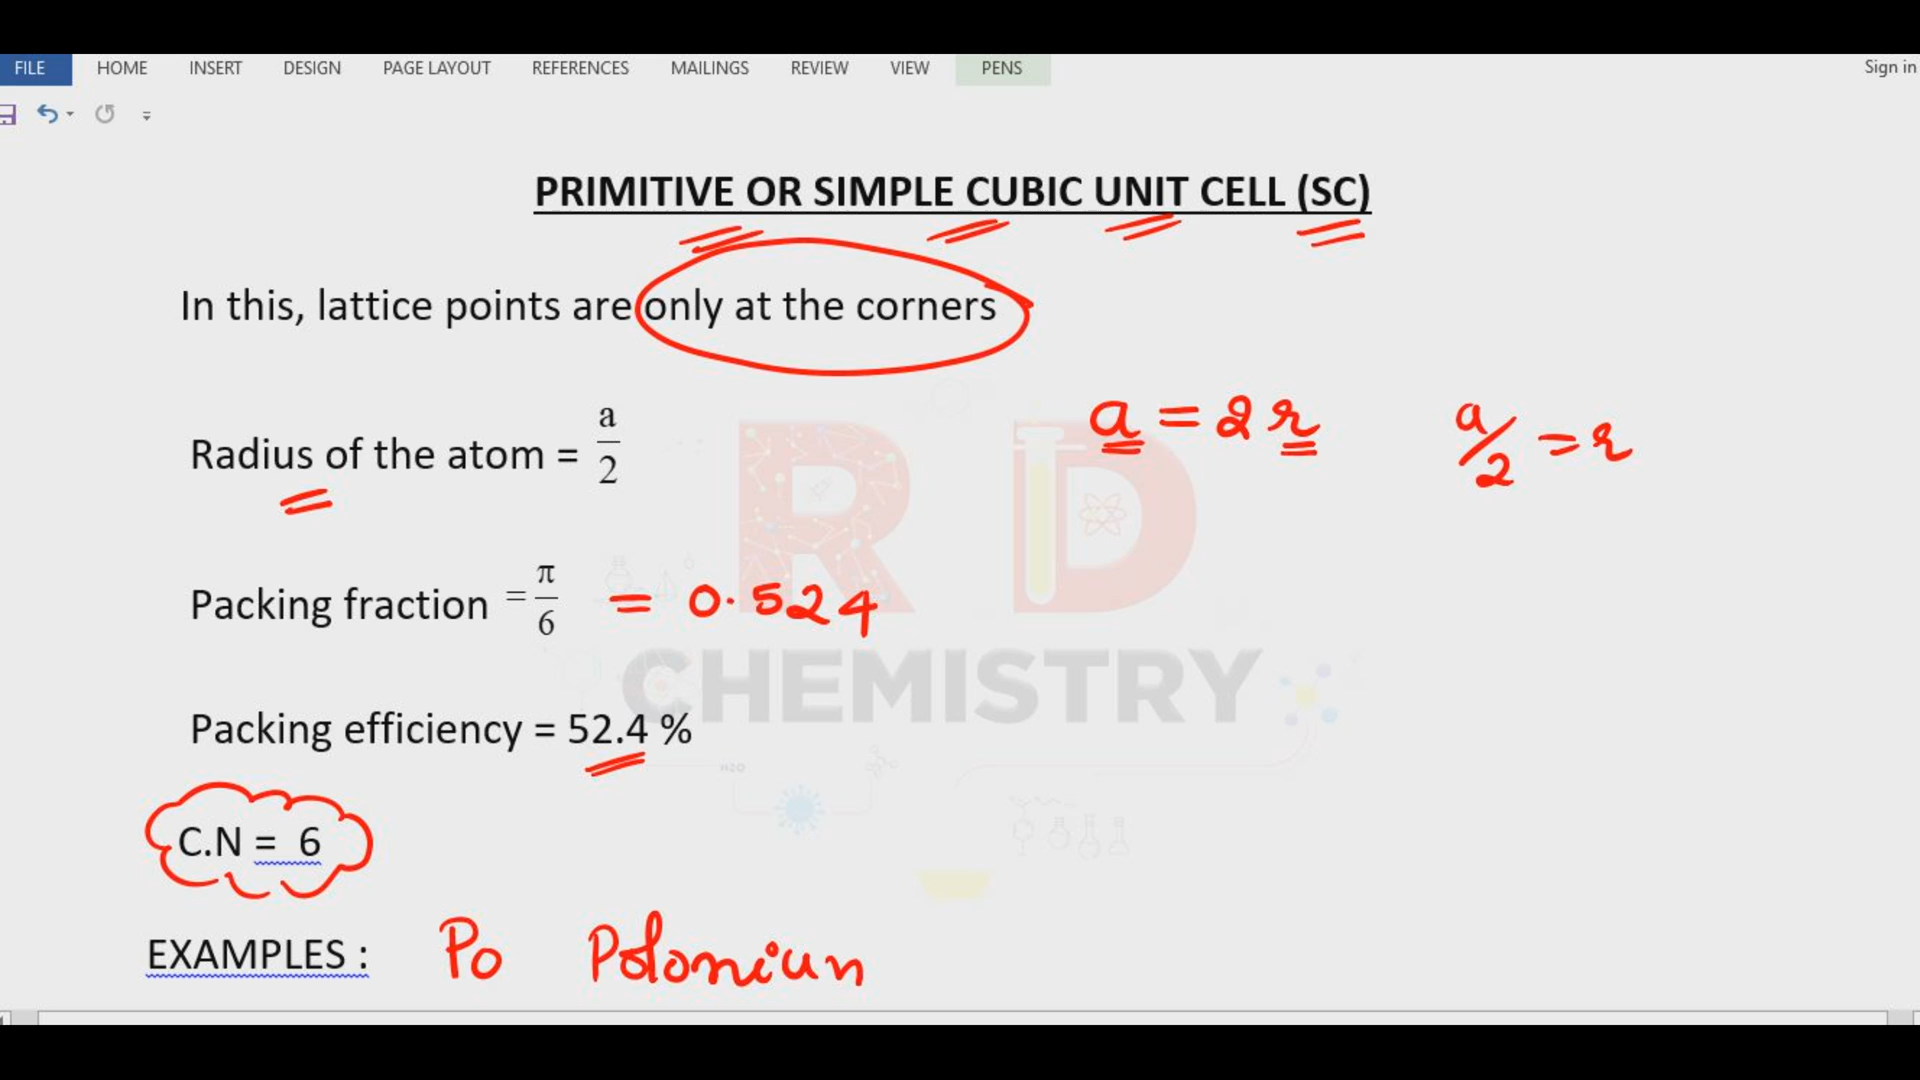 FILE HOME INSERT DESIGN PAGE LAYOUT REFERENCES MAILINGS REVIEW VIEW PENS Sign in
PRIMITIVE OR SIMPLE CUBIC UNIT CELL (SC)
In this, lattice points are only at the corners
Radius of the atom = a/2 a = 2r a/2 = r
Packing fraction = π/6 = 0.524
RD
CHEMISTRY
Packing efficiency = 52.4 %
H2O
C.N = 6
EXAMPLES : Po Polonium